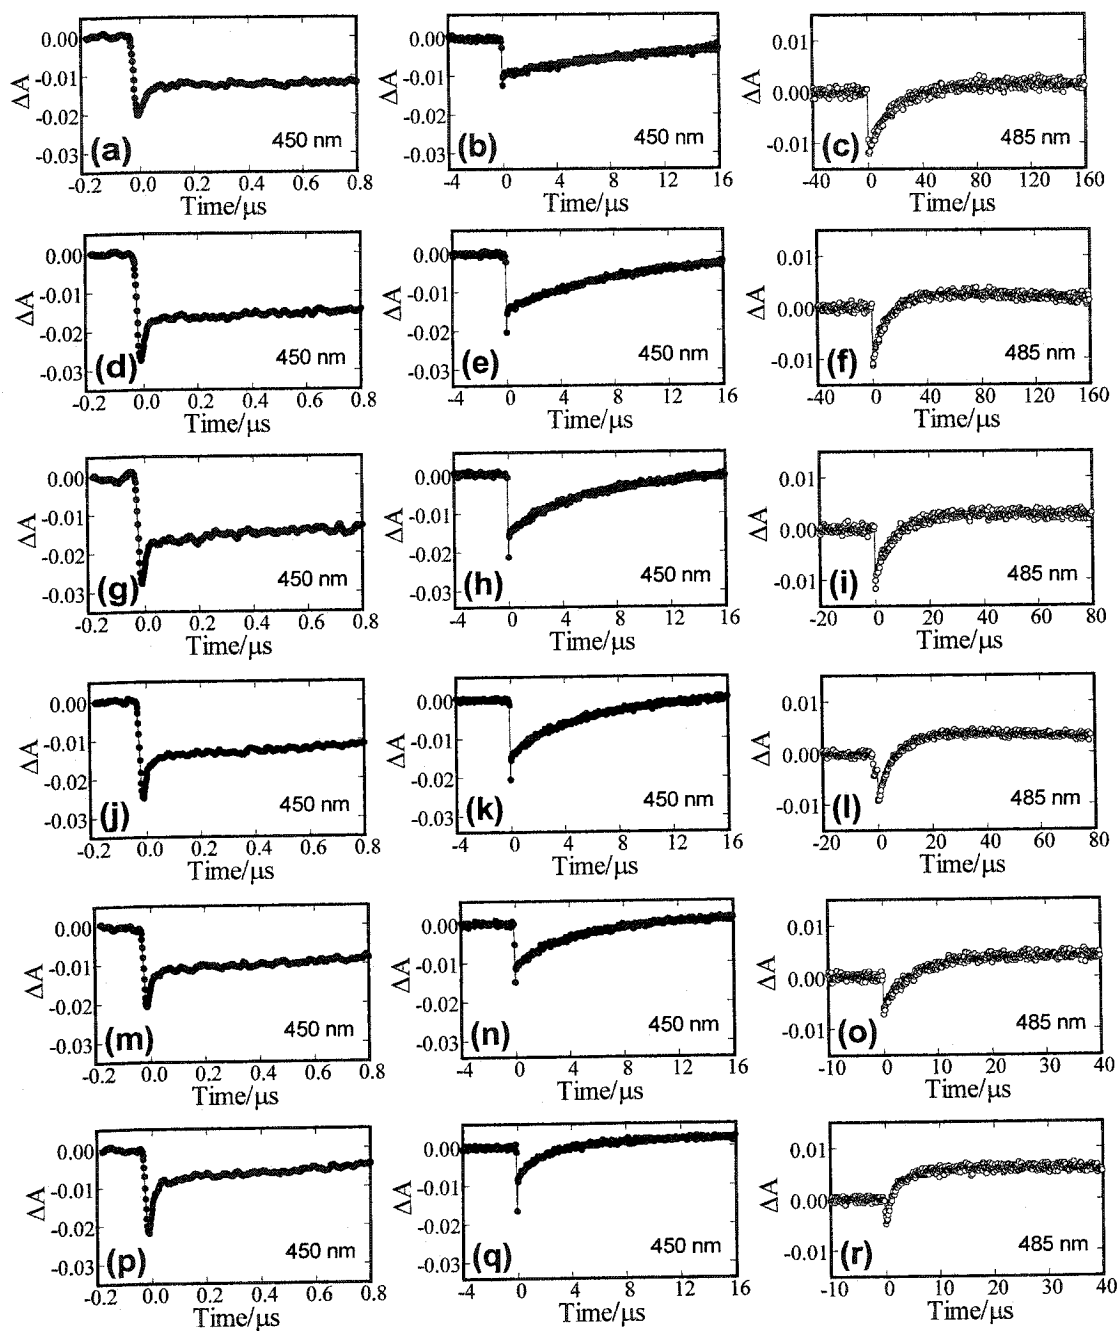 0.00 0.00 0.01
-0.01 -0.01 0.00
-0.02 -0.02 -0.01
-0.03 -0.03
ΔA ΔA ΔA
(a) 450 nm (b) 450 nm (c) 485 nm
-0.2 0.0 0.2 0.4 0.6 0.8 -4 0 4 8 12 16 -40 0 40 80 120 160
Time/μs Time/μs Time/μs
0.00 0.00 0.01
-0.01 -0.01 0.00
-0.02 -0.02 -0.01
-0.03 -0.03
ΔA ΔA ΔA
(d) 450 nm (e) 450 nm (f) 485 nm
-0.2 0.0 0.2 0.4 0.6 0.8 -4 0 4 8 12 16 -40 0 40 80 120 160
Time/μs Time/μs Time/μs
0.00 0.00 0.01
-0.01 -0.01 0.00
-0.02 -0.02 -0.01
-0.03 -0.03
ΔA ΔA ΔA
(g) 450 nm (h) 450 nm (i) 485 nm
-0.2 0.0 0.2 0.4 0.6 0.8 -4 0 4 8 12 16 -20 0 20 40 60 80
Time/μs Time/μs Time/μs
0.00 0.00 0.01
-0.01 -0.01 0.00
-0.02 -0.02 -0.01
-0.03 -0.03
ΔA ΔA ΔA
(j) 450 nm (k) 450 nm (l) 485 nm
-0.2 0.0 0.2 0.4 0.6 0.8 -4 0 4 8 12 16 -20 0 20 40 60 80
Time/μs Time/μs Time/μs
0.00 0.00 0.01
-0.01 -0.01 0.00
-0.02 -0.02 -0.01
-0.03 -0.03
ΔA ΔA ΔA
(m) 450 nm (n) 450 nm (o) 485 nm
-0.2 0.0 0.2 0.4 0.6 0.8 -4 0 4 8 12 16 -10 0 10 20 30 40
Time/μs Time/μs Time/μs
0.00 0.00 0.01
-0.01 -0.01 0.00
-0.02 -0.02 -0.01
-0.03 -0.03
ΔA ΔA ΔA
(p) 450 nm (q) 450 nm (r) 485 nm
-0.2 0.0 0.2 0.4 0.6 0.8 -4 0 4 8 12 16 -10 0 10 20 30 40
Time/μs Time/μs Time/μs